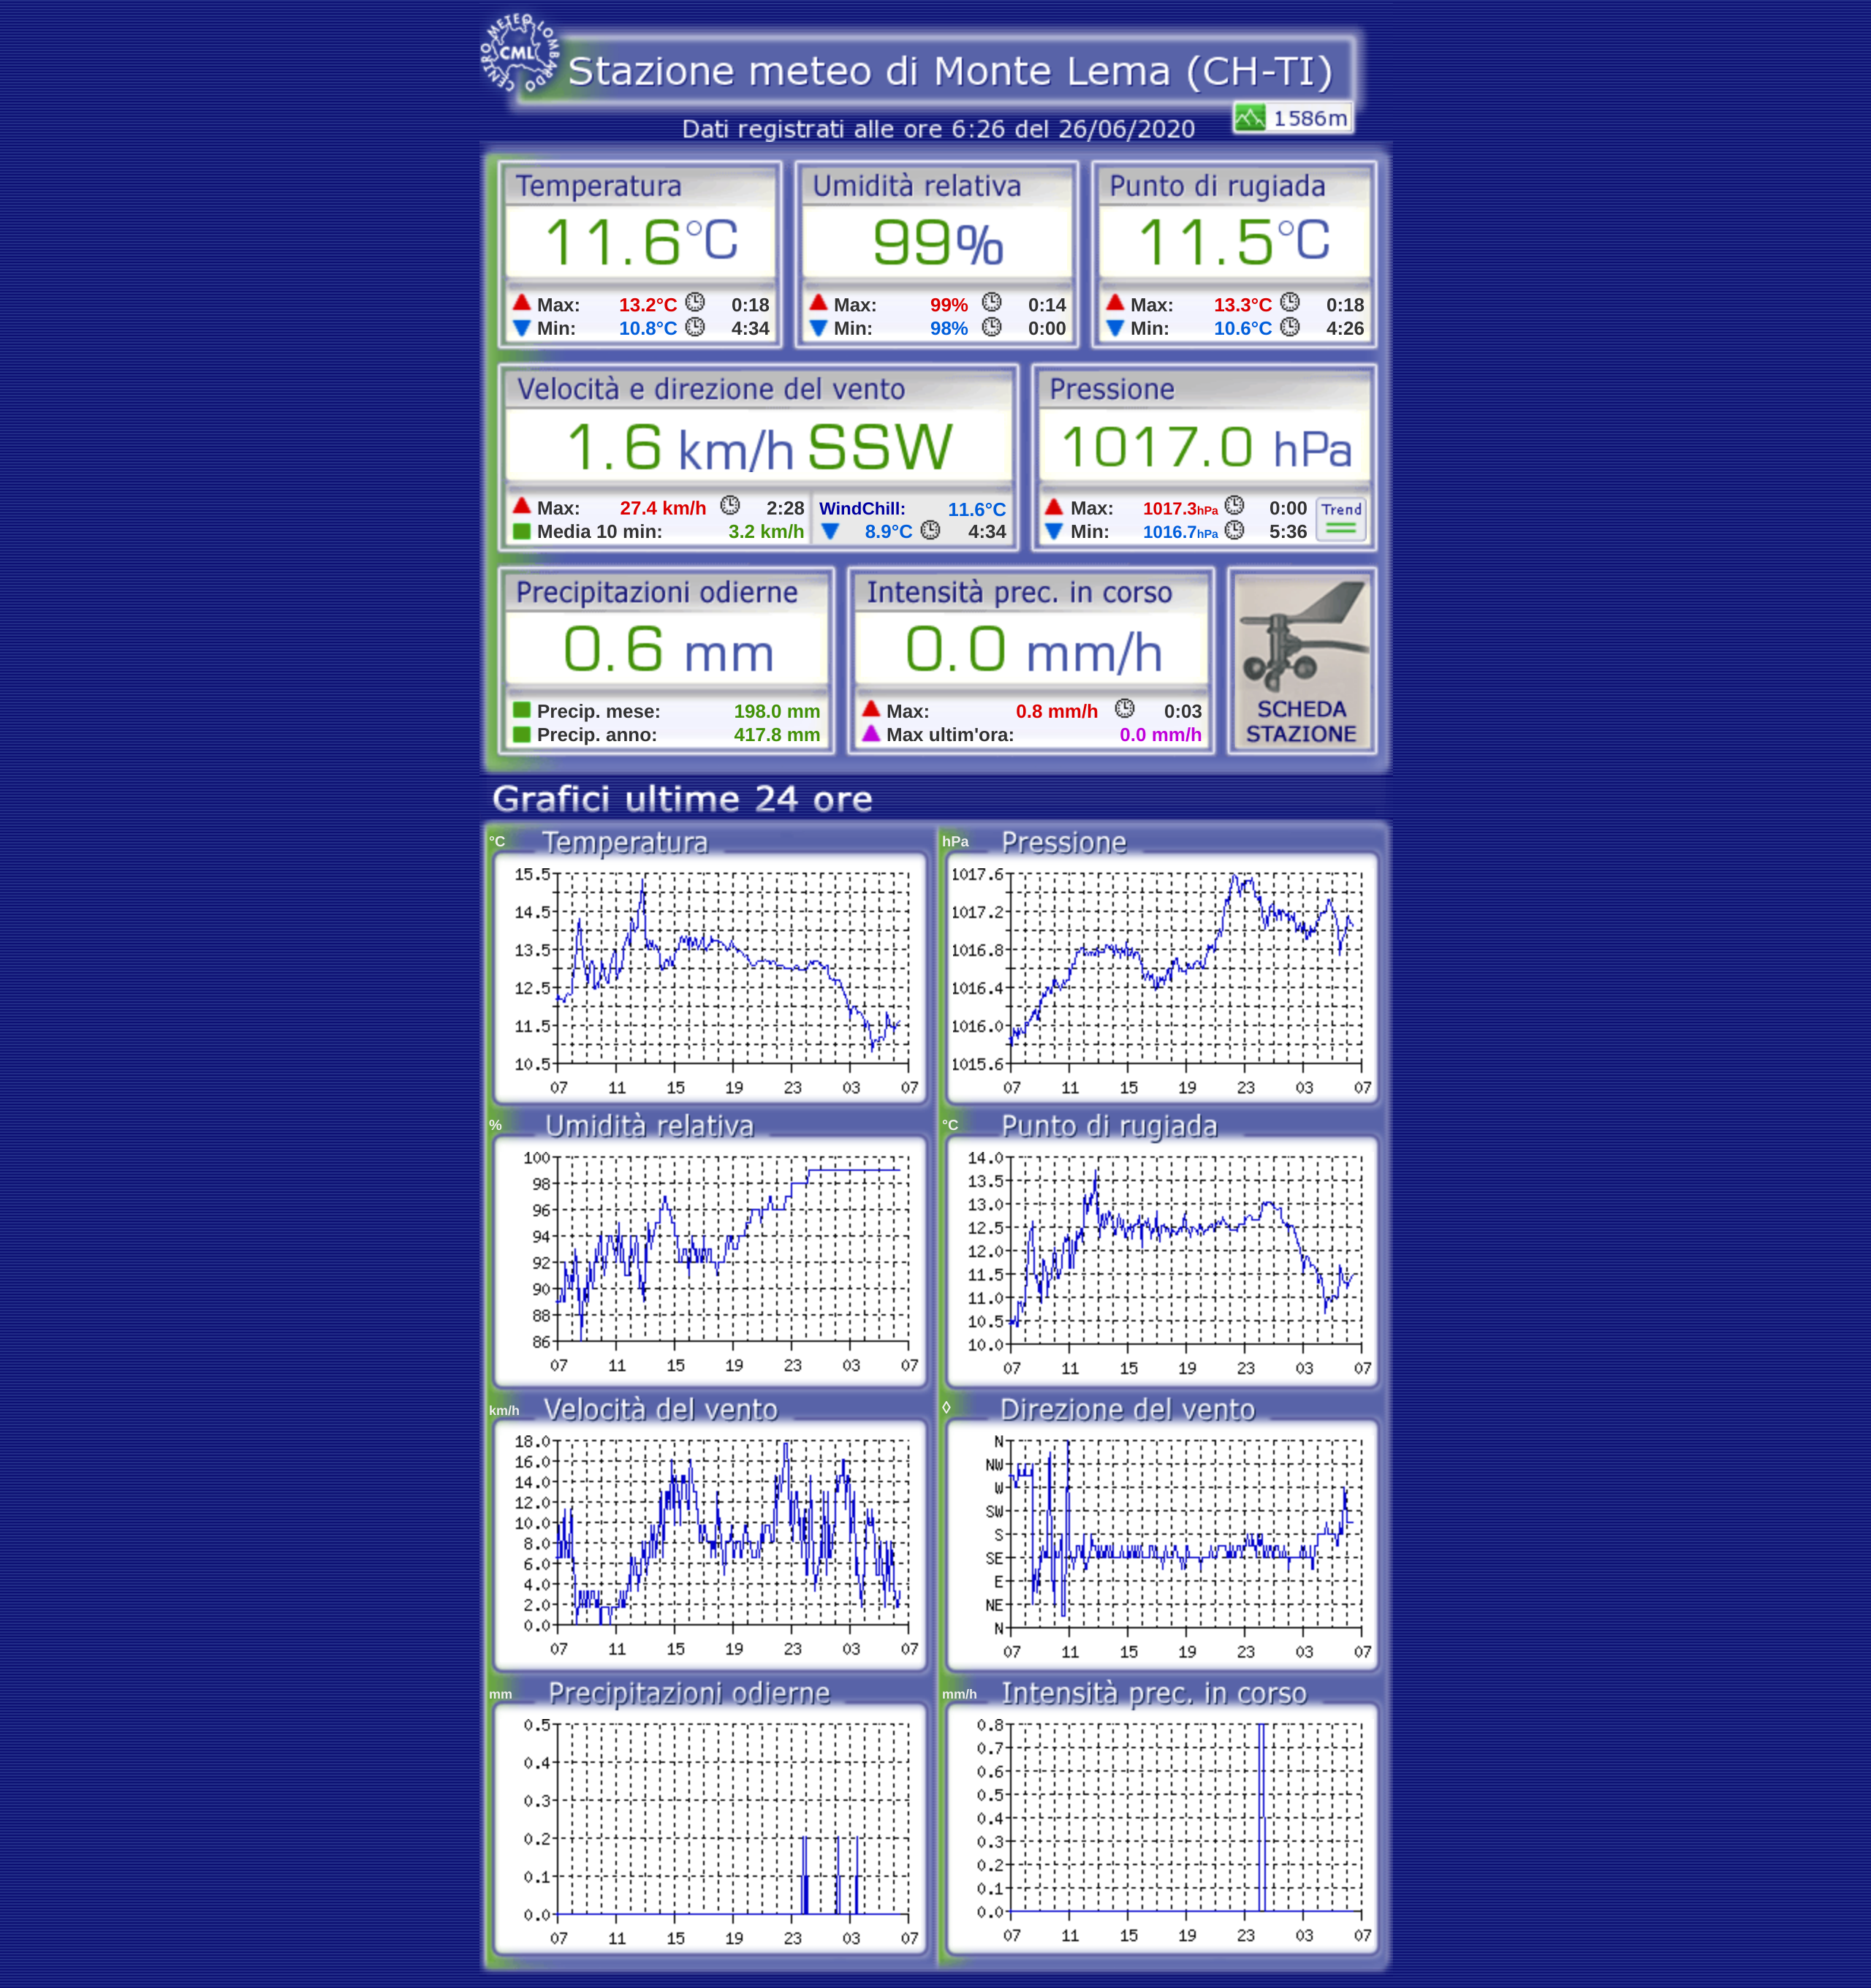 CENTRO METEO LOMBARDO
CML
Stazione meteo di Monte Lema (CH-TI)
1586m
Dati registrati alle ore 6:26 del 26/06/2020
Temperatura Umidità relativa Punto di rugiada
11.6°C 99% 11.5°C
Max: 13.2°C 0:18 Max: 99% 0:14 Max: 13.3°C 0:18
Min: 10.8°C 4:34 Min: 98% 0:00 Min: 10.6°C 4:26
Velocità e direzione del vento Pressione
1.6 km/h SSW 1017.0 hPa
Max: 27.4 km/h 2:28 WindChill: 11.6°C Max: 1017.3hPa 0:00 Trend
Media 10 min: 3.2 km/h 8.9°C 4:34 Min: 1016.7hPa 5:36
Precipitazioni odierne Intensità prec. in corso
0.6 mm 0.0 mm/h
Precip. mese: 198.0 mm Max: 0.8 mm/h 0:03 SCHEDA
Precip. anno: 417.8 mm Max ultim'ora: 0.0 mm/h STAZIONE
Grafici ultime 24 ore
°C Temperatura
15.5
14.5
13.5
12.5
11.5
10.5
07 11 15 19 23 03 07
hPa Pressione
1017.6
1017.2
1016.8
1016.4
1016.0
1015.6
07 11 15 19 23 03 07
% Umidità relativa
100
98
96
94
92
90
88
86
07 11 15 19 23 03 07
°C Punto di rugiada
14.0
13.5
13.0
12.5
12.0
11.5
11.0
10.5
10.0
07 11 15 19 23 03 07
km/h Velocità del vento
18.0
16.0
14.0
12.0
10.0
8.0
6.0
4.0
2.0
0.0
07 11 15 19 23 03 07
◊ Direzione del vento
N
NW
W
SW
S
SE
E
NE
N
07 11 15 19 23 03 07
mm Precipitazioni odierne
0.5
0.4
0.3
0.2
0.1
0.0
07 11 15 19 23 03 07
mm/h Intensità prec. in corso
0.8
0.7
0.6
0.5
0.4
0.3
0.2
0.1
0.0
07 11 15 19 23 03 07